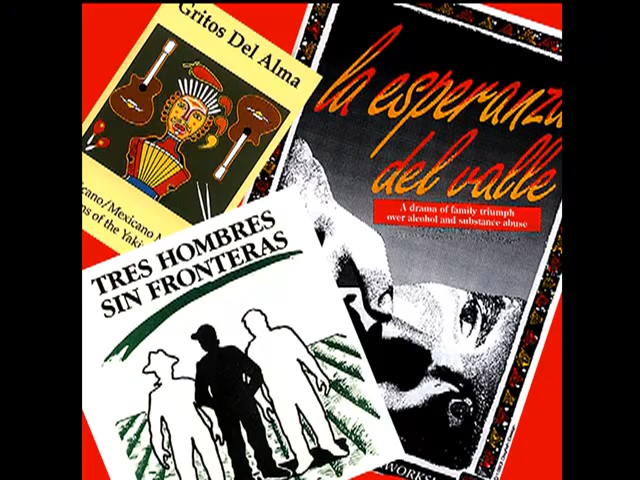 Gritos Del Alma
cano/Mexicano
ns of the Yaki
la esperanza
del valle
A drama of family triumph
over alcohol and substance abuse
TRES HOMBRES
SIN FRONTERAS